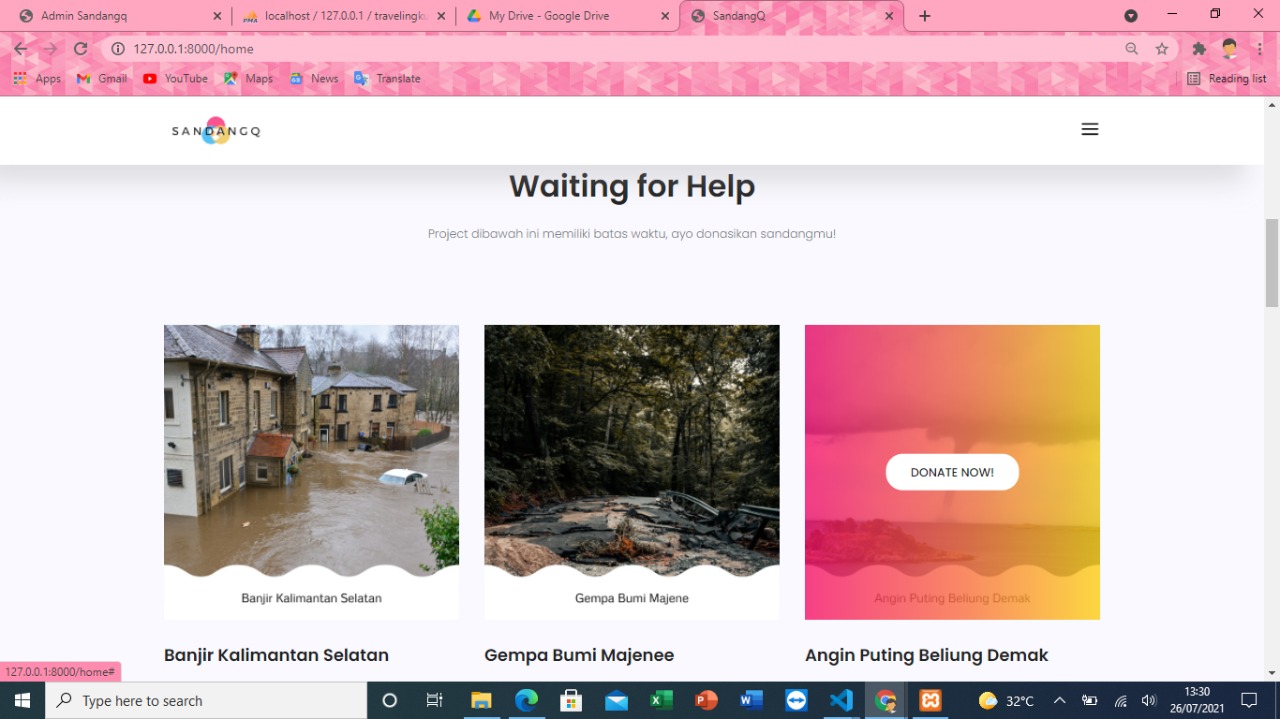 Admin Sandangq
localhost / 127.0.0.1 / travelingku
My Drive - Google Drive
SandangQ
127.0.0.1:8000/home
Apps
Gmail
YouTube
Maps
News
Translate
Reading list
SANDANGQ
Waiting for Help
Project dibawah ini memiliki batas waktu, ayo donasikan sandangmu!
DONATE NOW!
Banjir Kalimantan Selatan
Gempa Bumi Majene
Angin Puting Beliung Demak
Banjir Kalimantan Selatan
Gempa Bumi Majenee
Angin Puting Beliung Demak
127.0.0.1:8000/home#
Type here to search
32°C
13:30
26/07/2021